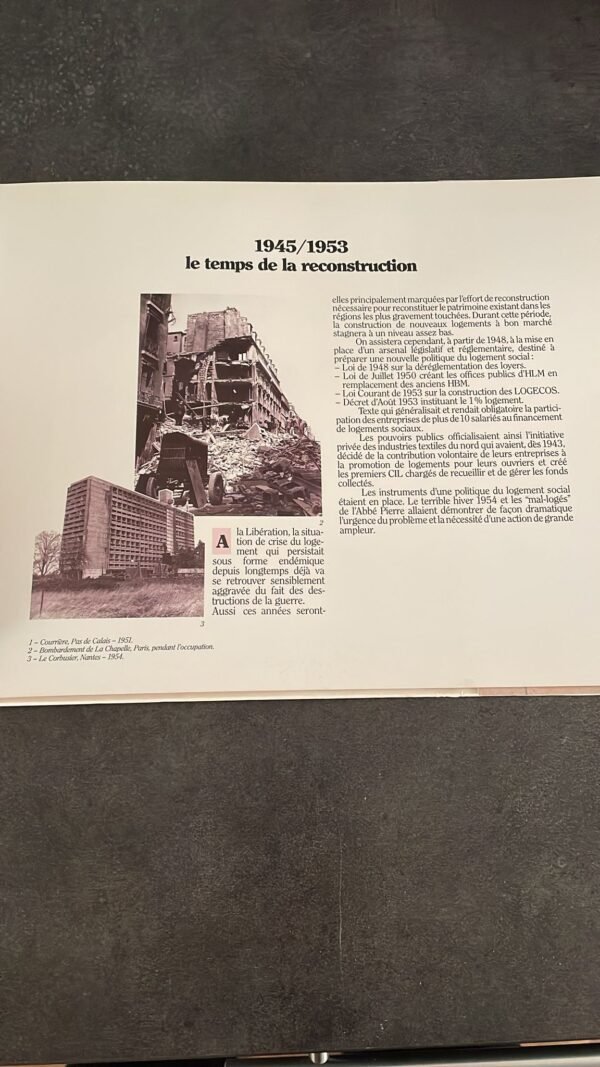 1945/1953
le temps de la reconstruction
2
3
A la Libération, la situa-
tion de crise du loge-
ment qui persistait
sous forme endémique
depuis longtemps déjà va
se retrouver sensiblement
aggravée du fait des des-
tructions de la guerre.
Aussi ces années seront-
elles principalement marquées par l'effort de reconstruction
nécessaire pour reconstituer le patrimoine existant dans les
régions les plus gravement touchées. Durant cette période,
la construction de nouveaux logements à bon marché
stagnera à un niveau assez bas.
On assistera cependant, à partir de 1948, à la mise en
place d'un arsenal législatif et réglementaire, destiné à
préparer une nouvelle politique du logement social :
– Loi de 1948 sur la déréglementation des loyers.
– Loi de Juillet 1950 créant les offices publics d'HLM en
remplacement des anciens HBM.
– Loi Courant de 1953 sur la construction des LOGECOS.
– Décret d'Août 1953 instituant le 1% logement.
Texte qui généralisait et rendait obligatoire la partici-
pation des entreprises de plus de 10 salariés au financement
de logements sociaux.
Les pouvoirs publics officialisaient ainsi l'initiative
privée des industries textiles du nord qui avaient, dès 1943,
décidé de la contribution volontaire de leurs entreprises à
la promotion de logements pour leurs ouvriers et créé
les premiers CIL chargés de recueillir et de gérer les fonds
collectés.
Les instruments d'une politique du logement social
étaient en place. Le terrible hiver 1954 et les "mal-logés"
de l'Abbé Pierre allaient démontrer de façon dramatique
l'urgence du problème et la nécessité d'une action de grande
ampleur.
1 – Courrière, Pas de Calais – 1951.
2 – Bombardement de La Chapelle, Paris, pendant l'occupation.
3 – Le Corbusier, Nantes – 1954.